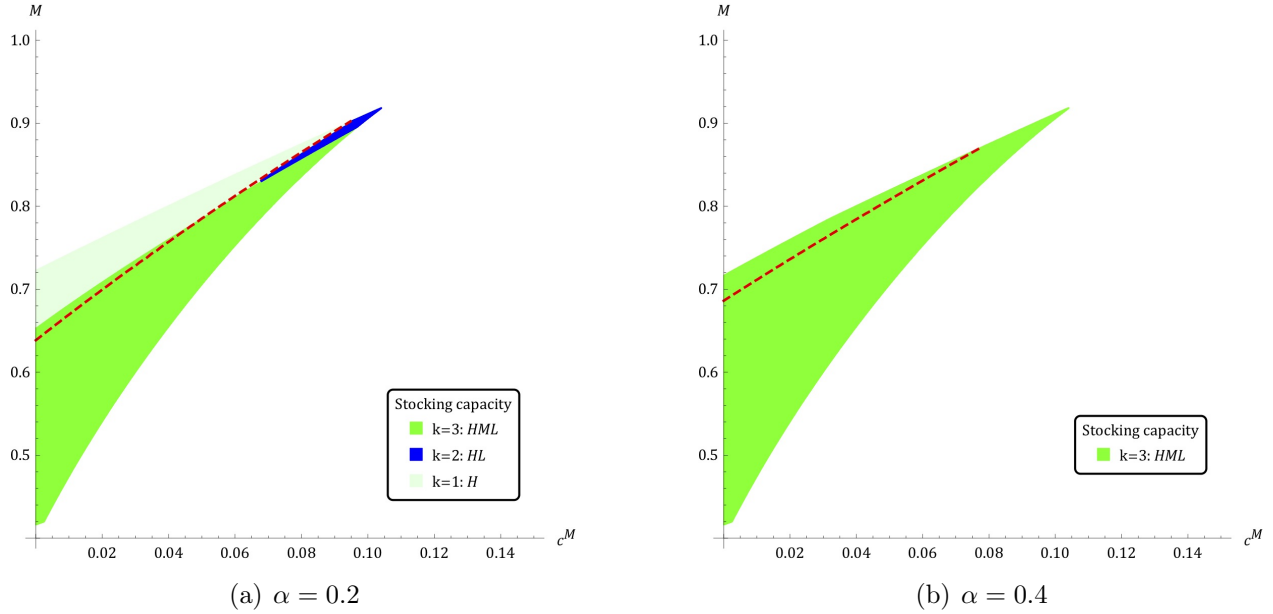 M
1.0
0.9
0.8
0.7
0.6
0.5
0.02 0.04 0.06 0.08 0.10 0.12 0.14
c^M
Stocking capacity
k=3: HML
k=2: HL
k=1: H
(a) α = 0.2
M
1.0
0.9
0.8
0.7
0.6
0.5
0.02 0.04 0.06 0.08 0.10 0.12 0.14
c^M
Stocking capacity
k=3: HML
(b) α = 0.4